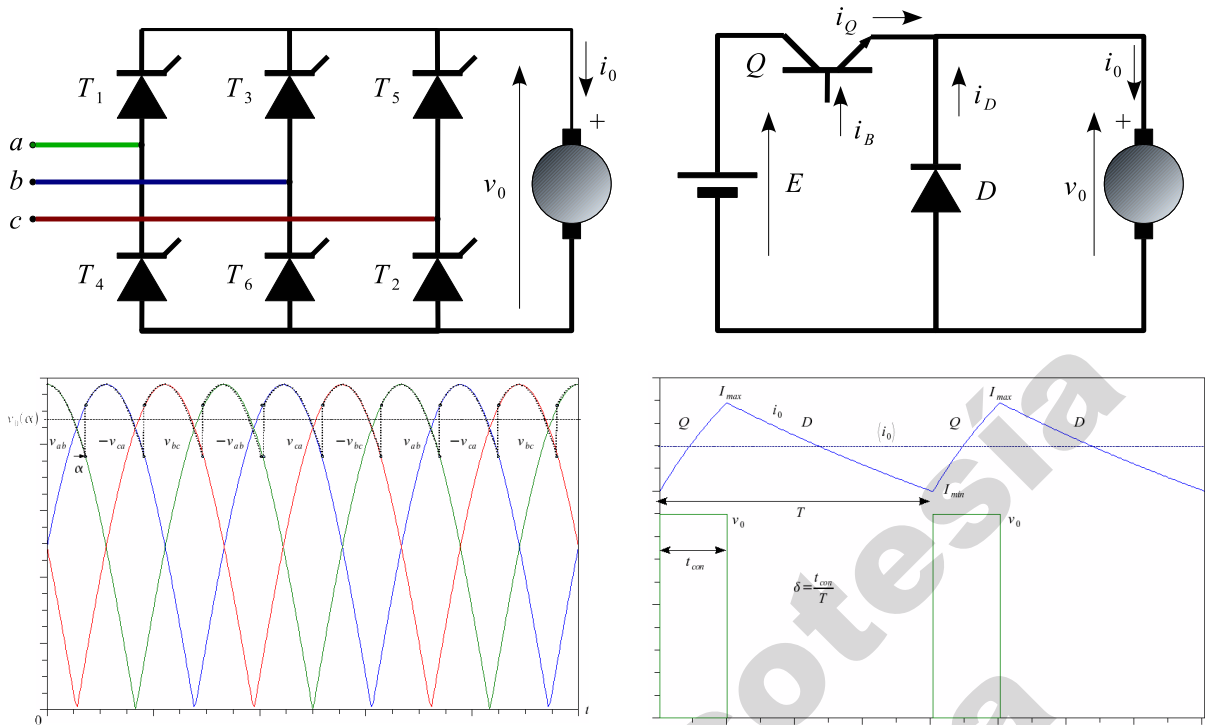 T1 T3 T5
a
b
c
T4 T6 T2
v0
i0
+
Q
iQ
iB
iD
E
D
v0
i0
+
v0(α)
vab −vca vbc −vab vca −vbc vab −vca vbc
α
0
t
Imax Imax
i0
Q D (i0) Q D
Imin
T
v0 v0
tcon
δ=tcon/T